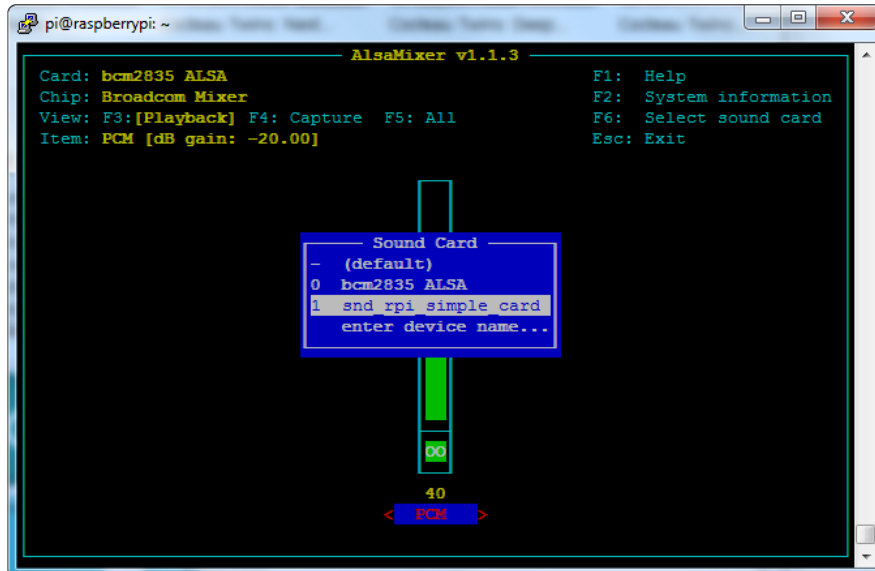 pi@raspberrypi: ~
AlsaMixer v1.1.3
Card: bcm2835 ALSA F1: Help
Chip: Broadcom Mixer F2: System information
View: F3:[Playback] F4: Capture F5: All F6: Select sound card
Item: PCM [dB gain: -20.00] Esc: Exit
Sound Card
- (default)
0 bcm2835 ALSA
1 snd_rpi_simple_card
enter device name...
OO
40
< PCM >